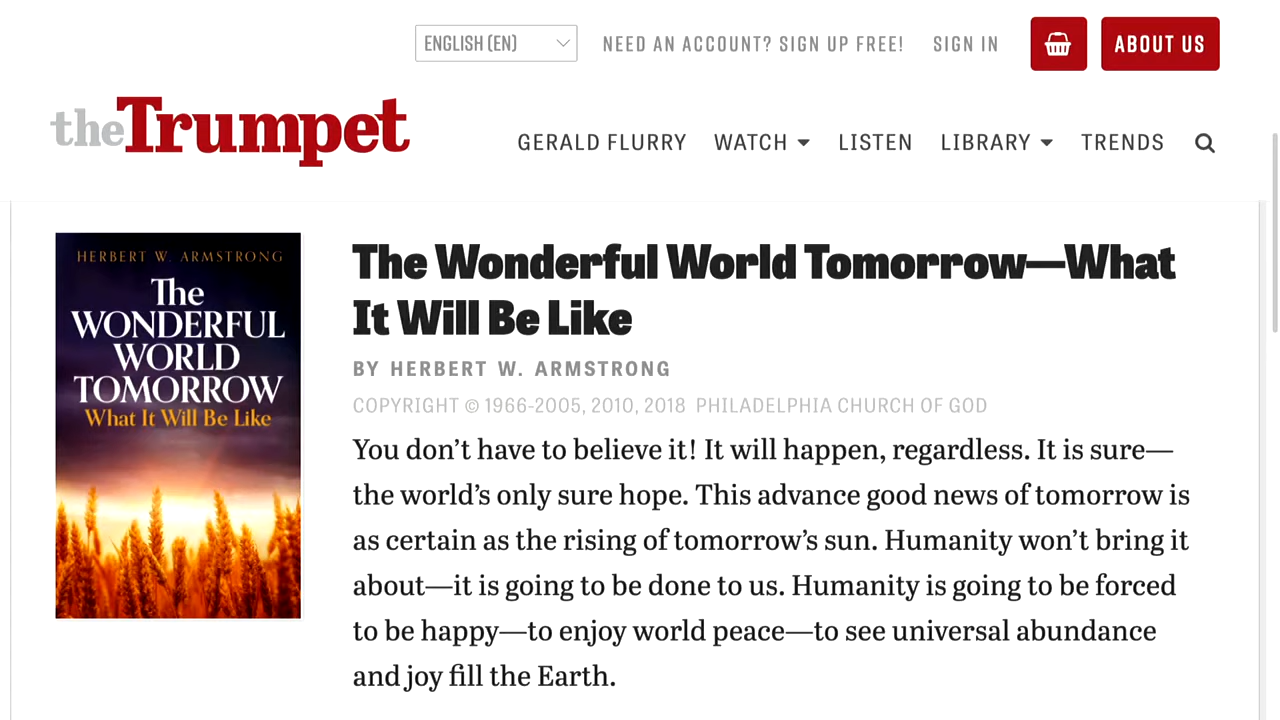 ENGLISH (EN)
NEED AN ACCOUNT? SIGN UP FREE!
SIGN IN
ABOUT US
theTrumpet
GERALD FLURRY
WATCH
LISTEN
LIBRARY
TRENDS
HERBERT W. ARMSTRONG
The
WONDERFUL
WORLD
TOMORROW
What It Will Be Like
The Wonderful World Tomorrow—What
It Will Be Like
BY HERBERT W. ARMSTRONG
COPYRIGHT © 1966-2005, 2010, 2018 PHILADELPHIA CHURCH OF GOD
You don’t have to believe it! It will happen, regardless. It is sure—
the world’s only sure hope. This advance good news of tomorrow is
as certain as the rising of tomorrow’s sun. Humanity won’t bring it
about—it is going to be done to us. Humanity is going to be forced
to be happy—to enjoy world peace—to see universal abundance
and joy fill the Earth.